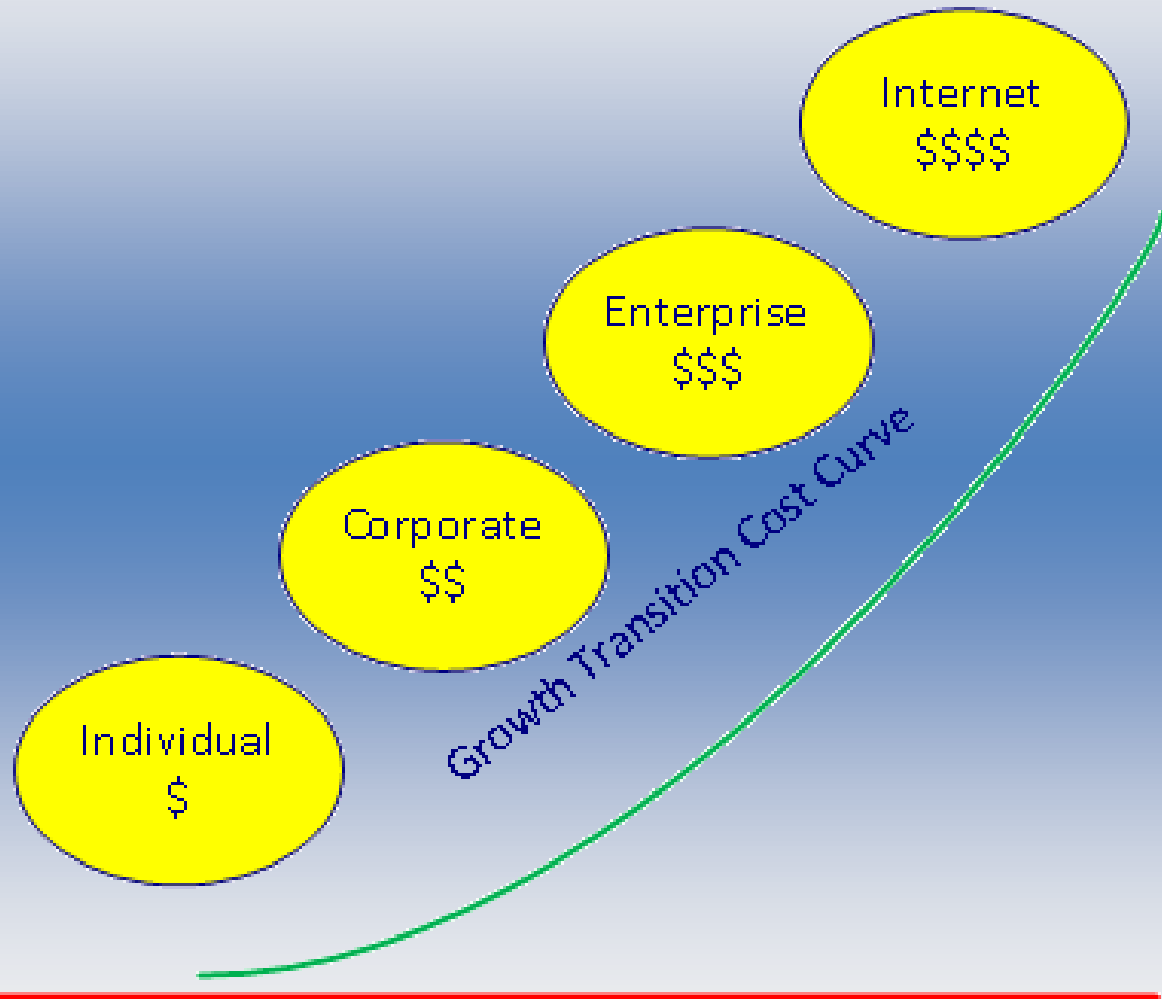 Internet
$$$$
Enterprise
$$$
Corporate
$$
Growth Transition Cost Curve
Individual
$